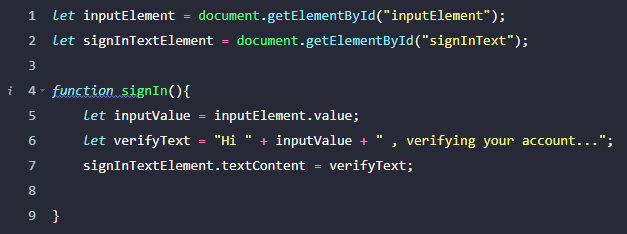 1 let inputElement = document.getElementById("inputElement");
2 let signInTextElement = document.getElementById("signInText");
3
i 4 function signIn(){
5 let inputValue = inputElement.value;
6 let verifyText = "Hi " + inputValue + " , verifying your account...";
7 signInTextElement.textContent = verifyText;
8
9 }